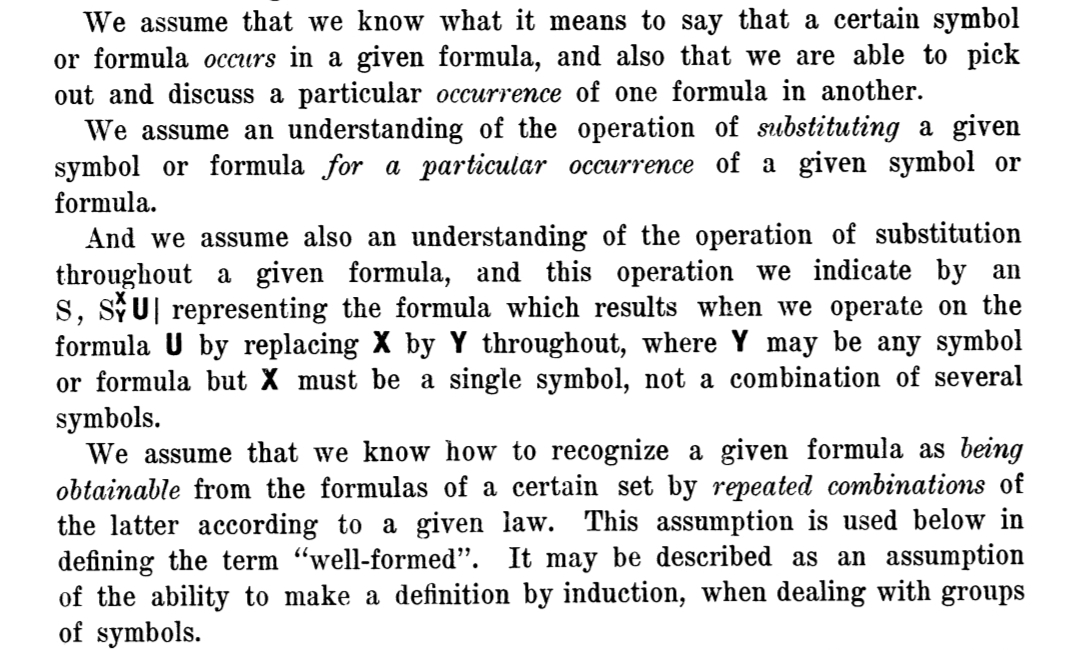 We assume that we know what it means to say that a certain symbol
or formula occurs in a given formula, and also that we are able to pick
out and discuss a particular occurrence of one formula in another.
We assume an understanding of the operation of substituting a given
symbol or formula for a particular occurrence of a given symbol or
formula.
And we assume also an understanding of the operation of substitution
throughout a given formula, and this operation we indicate by an
S, S^X_Y U| representing the formula which results when we operate on the
formula U by replacing X by Y throughout, where Y may be any symbol
or formula but X must be a single symbol, not a combination of several
symbols.
We assume that we know how to recognize a given formula as being
obtainable from the formulas of a certain set by repeated combinations of
the latter according to a given law. This assumption is used below in
defining the term “well-formed”. It may be described as an assumption
of the ability to make a definition by induction, when dealing with groups
of symbols.